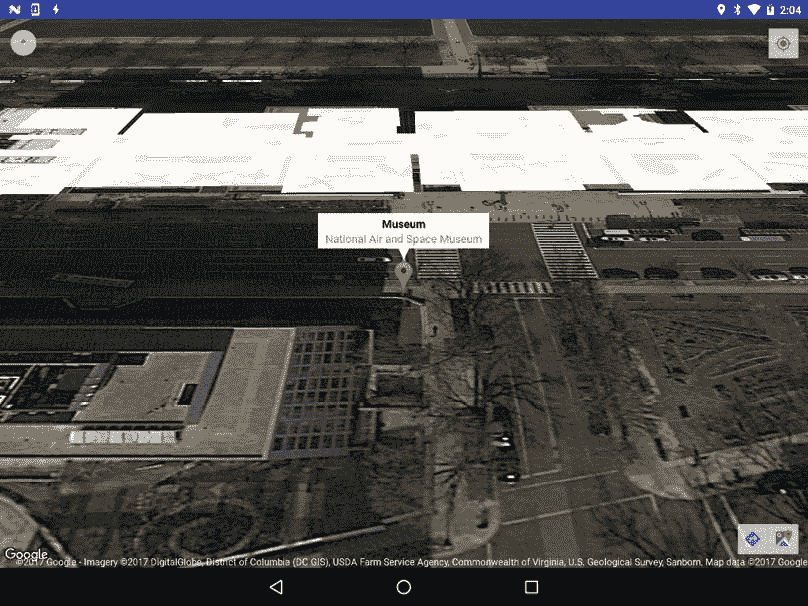 2:04
Museum
National Air and Space Museum
Google
©2017 Google - Imagery ©2017 DigitalGlobe, District of Columbia (DC GIS), USDA Farm Service Agency, Commonwealth of Virginia, U.S. Geological Survey, Sanborn, Map data ©2017 Google